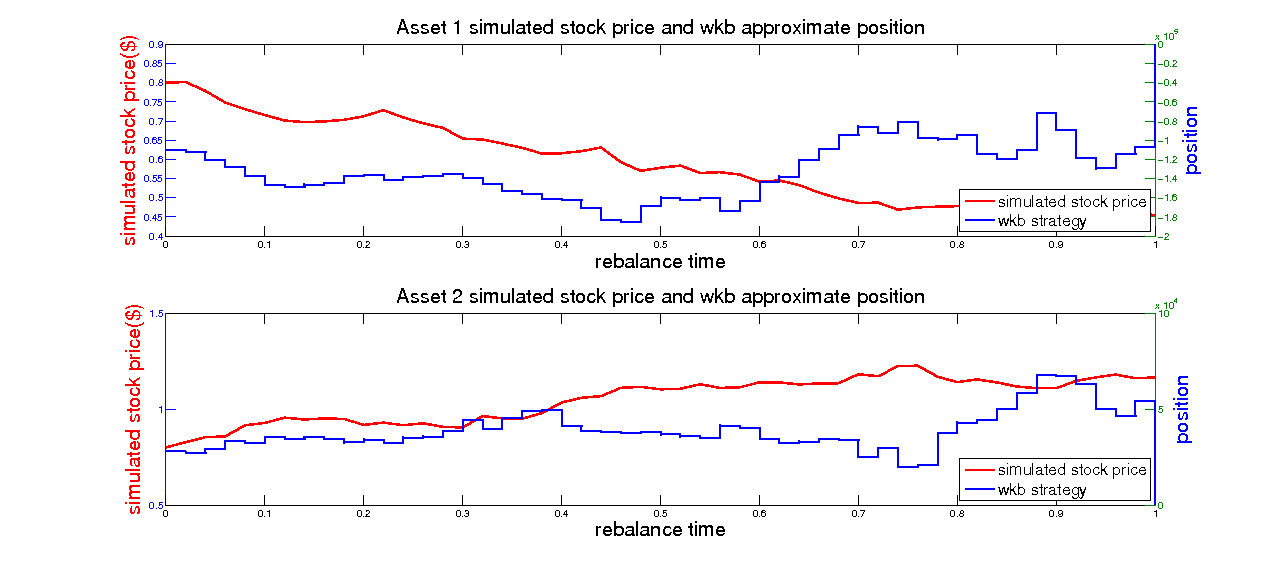 Asset 1 simulated stock price and wkb approximate position
simulated stock price($)
0.9
0.85
0.8
0.75
0.7
0.65
0.6
0.55
0.5
0.45
0.4
x 10^5
0
−0.2
−0.4
−0.6
−0.8
−1
−1.2
−1.4
−1.6
−1.8
−2
position
simulated stock price
wkb strategy
0 0.1 0.2 0.3 0.4 0.5 0.6 0.7 0.8 0.9 1
rebalance time
Asset 2 simulated stock price and wkb approximate position
simulated stock price($)
1.5
1
0.5
x 10^4
10
5
0
position
simulated stock price
wkb strategy
0 0.1 0.2 0.3 0.4 0.5 0.6 0.7 0.8 0.9 1
rebalance time